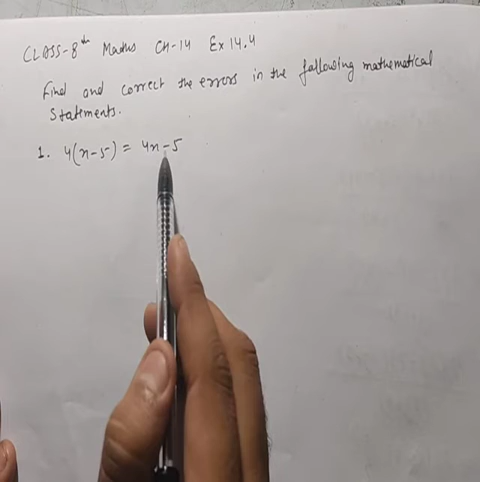 CLASS-8th Maths CH-14 Ex 14.4
Find and correct the errors in the following mathematical
statements.
1. 4(x-5) = 4x-5